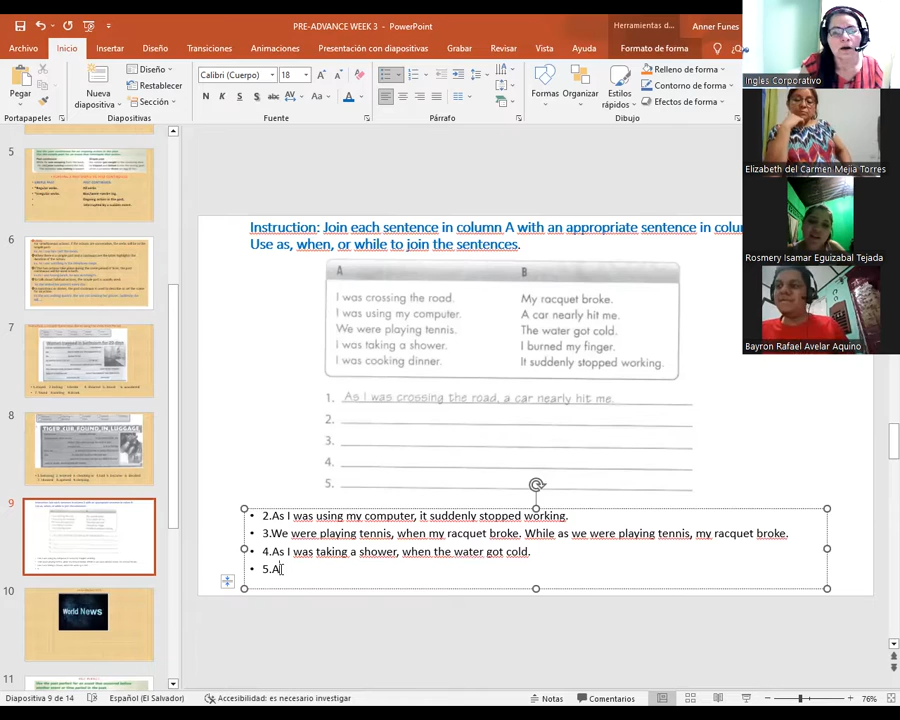 PRE-ADVANCE WEEK 3 - PowerPoint
Herramientas d...
Anner Funes
Archivo Inicio Insertar Diseño Transiciones Animaciones Presentación con diapositivas Grabar Revisar Vista Ayuda Formato de forma
Pegar
Nueva diapositiva
Diseño
Restablecer
Sección
Calibri (Cuerpo) 18
N K S S abc AV Aa A
Formas
Organizar
Estilos rápidos
Relleno de forma
Contorno de forma
Efectos de forma
Portapapeles
Diapositivas
Fuente
Párrafo
Dibujo
Ingles Corporativo
Elizabeth del Carmen Mejia Torres
Rosmery Isamar Eguizabal Tejada
Bayron Rafael Avelar Aquino
5
6
7
8
9
10
World News
11
Instruction: Join each sentence in column A with an appropriate sentence in colu
Use as, when, or while to join the sentences.
A B
I was crossing the road. My racquet broke.
I was using my computer. A car nearly hit me.
We were playing tennis. The water got cold.
I was taking a shower. I burned my finger.
I was cooking dinner. It suddenly stopped working.
1. As I was crossing the road, a car nearly hit me.
2.
3.
4.
5.
• 2.As I was using my computer, it suddenly stopped working.
• 3.We were playing tennis, when my racquet broke. While as we were playing tennis, my racquet broke.
• 4.As I was taking a shower, when the water got cold.
• 5.A
Diapositiva 9 de 14 Español (El Salvador) Accesibilidad: es necesario investigar Notas Comentarios 76%